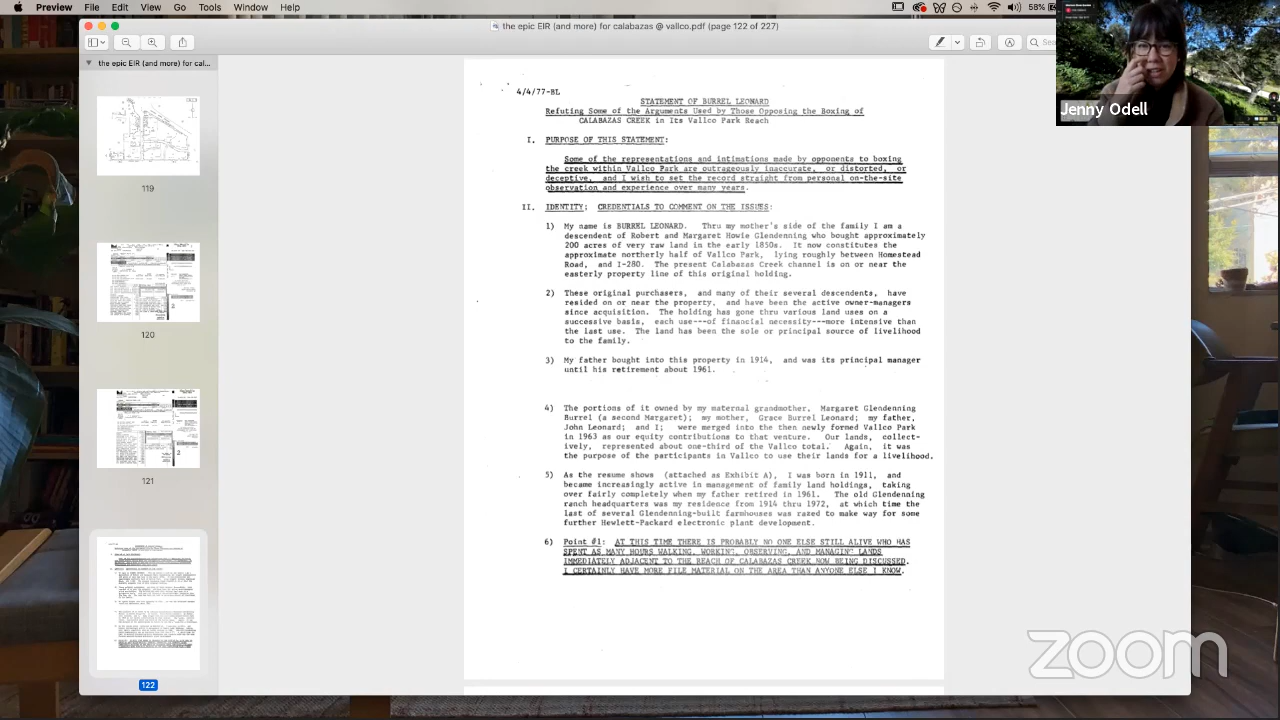 Tools
Window
Help
58%
the epic EIR (and more) for calabazas @ vallco.pdf (page 122 of 227)
the epic EIR (and more) for cal...
119
120
121
122
Jenny Odell
4/4/77-BL
STATEMENT OF BURREL LEONARD
Refuting Some of the Arguments Used by Those Opposing the Boxing of
CALABAZAS CREEK in Its Vallco Park Reach
I. PURPOSE OF THIS STATEMENT:
Some of the representations and intimations made by opponents to boxing
the creek within Vallco Park are outrageously inaccurate, or distorted, or
deceptive, and I wish to set the record straight from personal on-the-site
observation and experience over many years.
II. IDENTITY; CREDENTIALS TO COMMENT ON THE ISSUES:
1) My name is BURREL LEONARD. Thru my mother's side of the family I am a
descendent of Robert and Margaret Howie Glendenning who bought approximately
200 acres of very raw land in the early 1850s. It now constitutes the
approximate northerly half of Vallco Park, lying roughly between Homestead
Road, and I-280. The present Calabasas Creek channel is on or near the
easterly property line of this original holding.
2) These original purchasers, and many of their several descendents, have
resided on or near the property, and have been the active owner-managers
since acquisition. The holding has gone thru various land uses on a
successive basis, each use---of financial necessity---more intensive than
the last use. The land has been the sole or principal source of livelihood
to the family.
3) My father bought into this property in 1914, and was its principal manager
until his retirement about 1961.
4) The portions of it owned by my maternal grandmother, Margaret Glendenning
Burrel (a second Margaret); my mother, Grace Burrel Leonard; my father,
John Leonard; and I; were merged into the then newly formed Vallco Park
in 1963 as our equity contributions to that venture. Our lands, collect-
ively, represented about one-third of the Vallco total. Again, it was
the purpose of the participants in Vallco to use their lands for a livelihood.
5) As the resume shows (attached as Exhibit A), I was born in 1911, and
became increasingly active in management of family land holdings, taking
over fairly completely when my father retired in 1961. The old Glendenning
ranch headquarters was my residence from 1914 thru 1972, at which time the
last of several Glendenning-built farmhouses was razed to make way for some
further Hewlett-Packard electronic plant development.
6) Point #1: AT THIS TIME THERE IS PROBABLY NO ONE ELSE STILL ALIVE WHO HAS
SPENT AS MANY HOURS WALKING, WORKING, OBSERVING, AND MANAGING LANDS
IMMEDIATELY ADJACENT TO THE REACH OF CALABAZAS CREEK NOW BEING DISCUSSED.
I CERTAINLY HAVE MORE FILE MATERIAL ON THE AREA THAN ANYONE ELSE I KNOW.
zoom